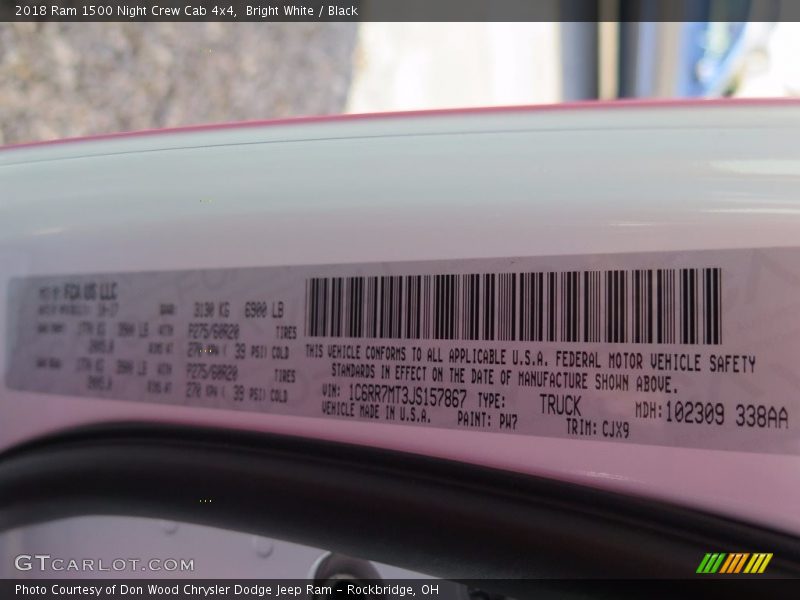 2018 Ram 1500 Night Crew Cab 4x4,  Bright White / Black
MFD BY FCA US LLC
3130 KG 6900 LB
P275/60R20 TIRES
270 KPA ( 39 PSI) COLD
P275/60R20 TIRES
270 KPA ( 39 PSI) COLD
THIS VEHICLE CONFORMS TO ALL APPLICABLE U.S.A. FEDERAL MOTOR VEHICLE SAFETY
STANDARDS IN EFFECT ON THE DATE OF MANUFACTURE SHOWN ABOVE.
VIN: 1C6RR7MT3JS157867 TYPE: TRUCK MDH: 102309 338AA
VEHICLE MADE IN U.S.A. PAINT: PW7 TRIM: CJX9
GTCARLOT.COM
Photo Courtesy of Don Wood Chrysler Dodge Jeep Ram – Rockbridge, OH